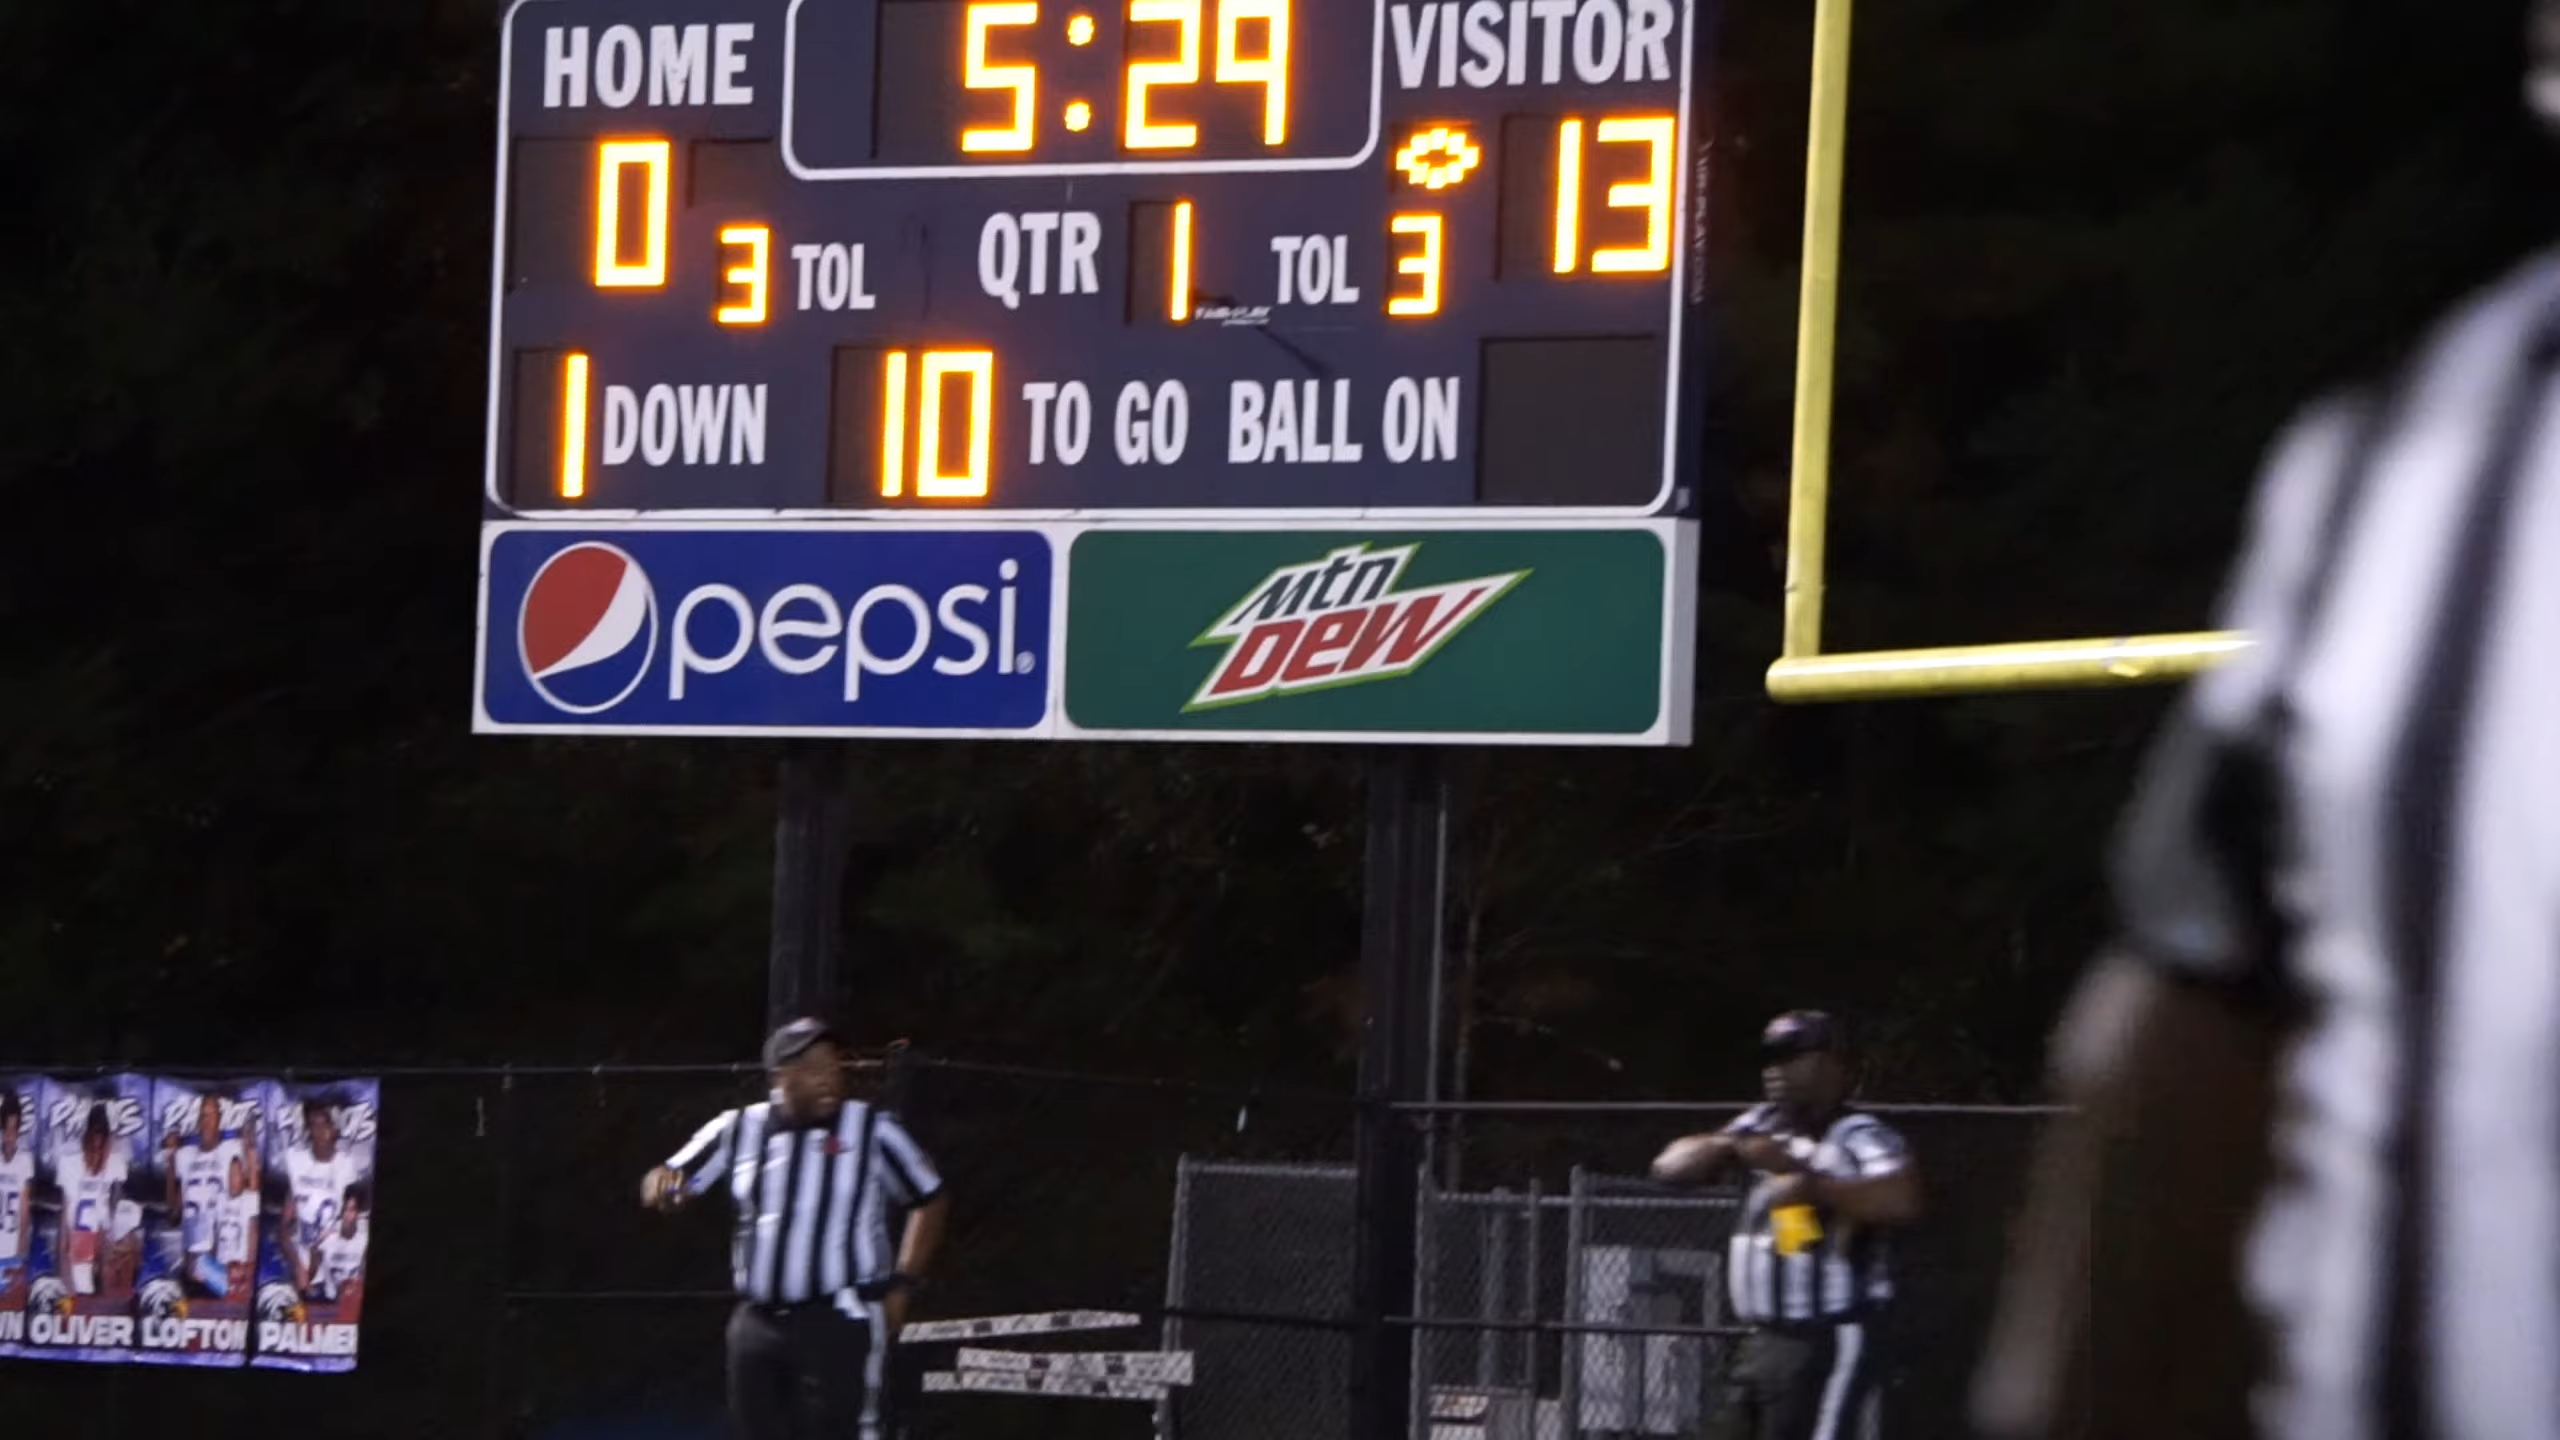 HOME 5:29 VISITOR
0 13
3 TOL QTR 1 TOL 3
1 DOWN 10 TO GO BALL ON
pepsi®
Mtn
Dew
OLIVER LOFTON PALMER